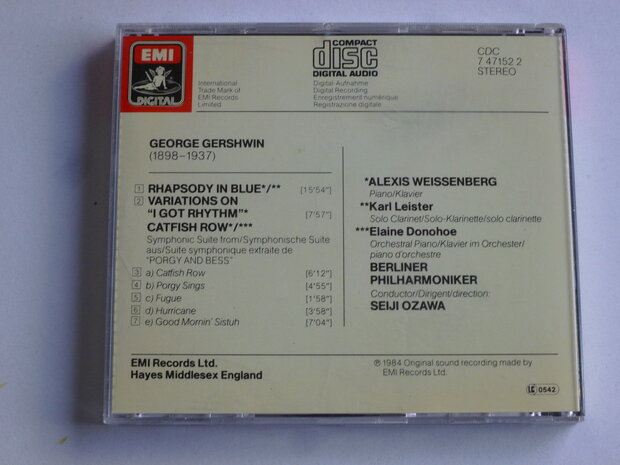 EMI
DIGITAL
International
Trade Mark of
EMI Records
Limited
COMPACT
disc
DIGITAL AUDIO
Digital-Aufnahme
Digital Recording
Enregistrement numérique
Registrazione digitale
CDC
7 47152 2
STEREO
GEORGE GERSHWIN
(1898–1937)
1 RHAPSODY IN BLUE*/** [15'54"]
2 VARIATIONS ON
"I GOT RHYTHM"* [7'57"]
CATFISH ROW*/***
Symphonic Suite from/Symphonische Suite
aus/Suite symphonique extraite de
"PORGY AND BESS"
3 a) Catfish Row [6'12"]
4 b) Porgy Sings [4'55"]
5 c) Fugue [1'58"]
6 d) Hurricane [3'58"]
7 e) Good Mornin' Sistuh [7'04"]
*ALEXIS WEISSENBERG
Piano/Klavier
**Karl Leister
Solo Clarinet/Solo-Klarinette/solo clarinette
***Elaine Donohoe
Orchestral Piano/Klavier im Orchester/
piano d'orchestre
BERLINER
PHILHARMONIKER
Conductor/Dirigent/direction:
SEIJI OZAWA
EMI Records Ltd.
Hayes Middlesex England
℗ 1984 Original sound recording made by
EMI Records Ltd.
LC 0542